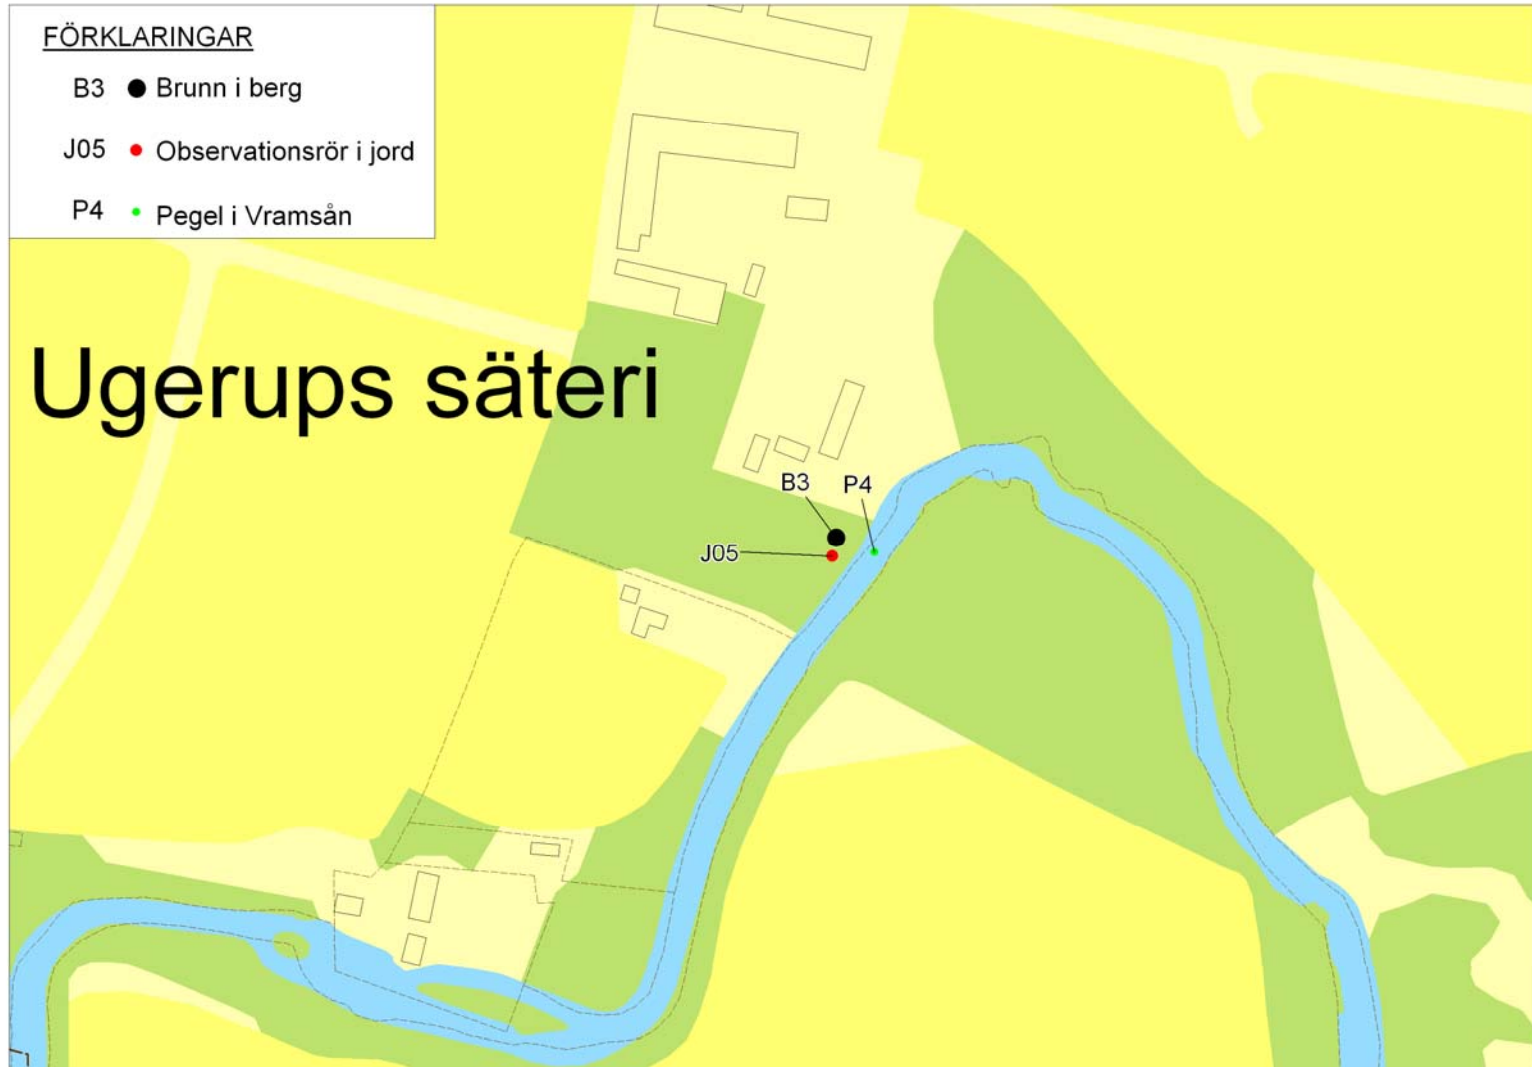 FÖRKLARINGAR
B3 Brunn i berg
J05 Observationsrör i jord
P4 Pegel i Vramsån
Ugerups säteri
B3
P4
J05